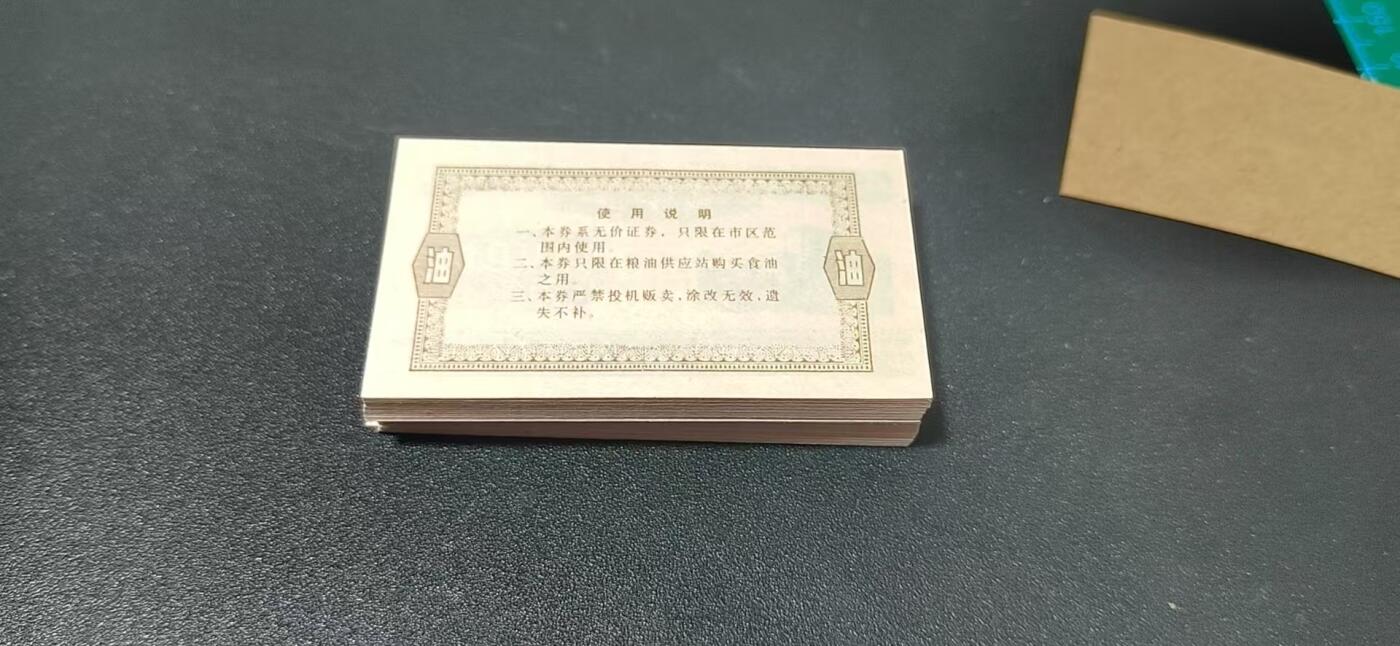 使用说明
一、本券系无价证券，只限在市区范
围内使用。
二、本券只限在粮油供应站购买食油
之用。
三、本券严禁投机贩卖，涂改无效，遗
失不补。
油
油